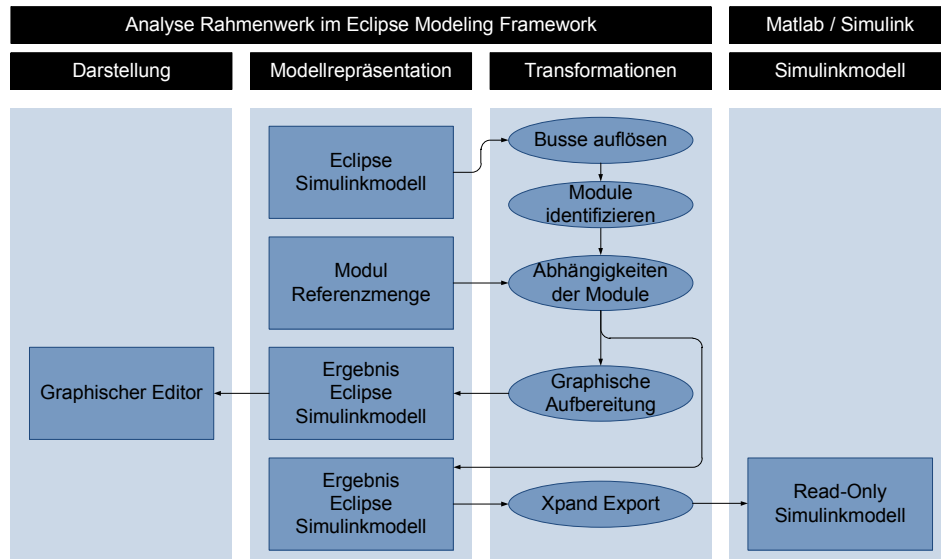 Analyse Rahmenwerk im Eclipse Modeling Framework
Matlab / Simulink
Darstellung
Modellrepräsentation
Transformationen
Simulinkmodell
Eclipse
Simulinkmodell
Busse auflösen
Module
identifizieren
Modul
Referenzmenge
Abhängigkeiten
der Module
Graphischer Editor
Ergebnis
Eclipse
Simulinkmodell
Graphische
Aufbereitung
Ergebnis
Eclipse
Simulinkmodell
Xpand Export
Read-Only
Simulinkmodell